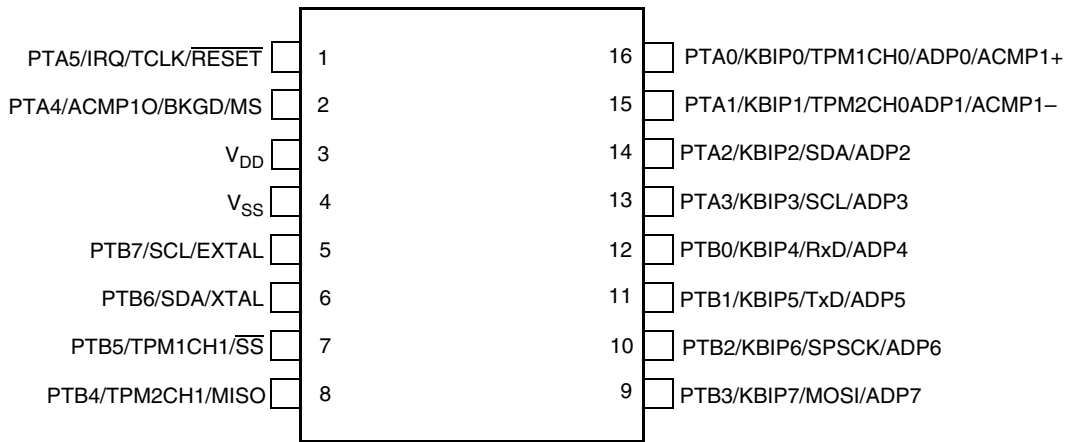 PTA5/IRQ/TCLK/RESET 1 16 PTA0/KBIP0/TPM1CH0/ADP0/ACMP1+
PTA4/ACMP1O/BKGD/MS 2 15 PTA1/KBIP1/TPM2CH0ADP1/ACMP1–
VDD 3 14 PTA2/KBIP2/SDA/ADP2
VSS 4 13 PTA3/KBIP3/SCL/ADP3
PTB7/SCL/EXTAL 5 12 PTB0/KBIP4/RxD/ADP4
PTB6/SDA/XTAL 6 11 PTB1/KBIP5/TxD/ADP5
PTB5/TPM1CH1/SS 7 10 PTB2/KBIP6/SPSCK/ADP6
PTB4/TPM2CH1/MISO 8 9 PTB3/KBIP7/MOSI/ADP7